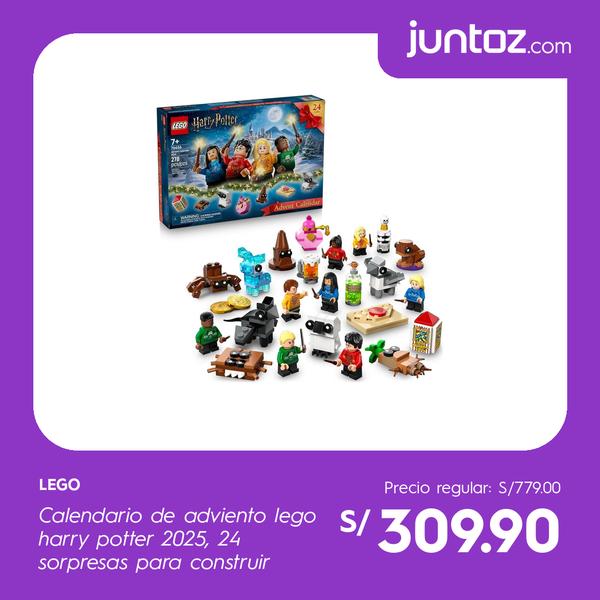 juntoz.com
24
LEGO
Harry Potter
7+
278
Advent Calendar
WARNING
LEGO
Calendario de adviento lego
harry potter 2025, 24
sorpresas para construir
Precio regular: S/779.00
S/ 309.90